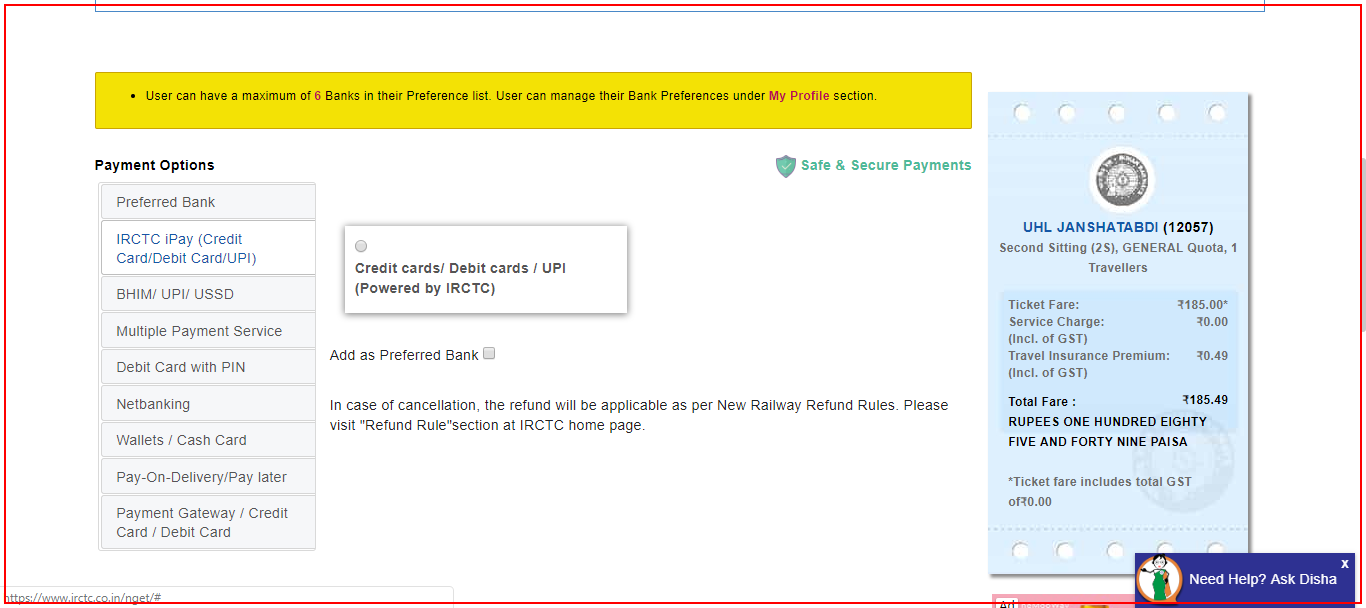 User can have a maximum of 6 Banks in their Preference list. User can manage their Bank Preferences under My Profile section.
Payment Options
Safe & Secure Payments
Preferred Bank
IRCTC iPay (Credit
Card/Debit Card/UPI)
BHIM/ UPI/ USSD
Multiple Payment Service
Debit Card with PIN
Netbanking
Wallets / Cash Card
Pay-On-Delivery/Pay later
Payment Gateway / Credit
Card / Debit Card
Credit cards/ Debit cards / UPI
(Powered by IRCTC)
Add as Preferred Bank
In case of cancellation, the refund will be applicable as per New Railway Refund Rules. Please
visit "Refund Rule"section at IRCTC home page.
UHL JANSHATABDI (12057)
Second Sitting (2S), GENERAL Quota, 1
Travellers
Ticket Fare: ₹185.00*
Service Charge: ₹0.00
(Incl. of GST)
Travel Insurance Premium: ₹0.49
(Incl. of GST)
Total Fare : ₹185.49
RUPEES ONE HUNDRED EIGHTY
FIVE AND FORTY NINE PAISA
*Ticket fare includes total GST
of₹0.00
x
Need Help? Ask Disha
Ad
https://www.irctc.co.in/nget/#